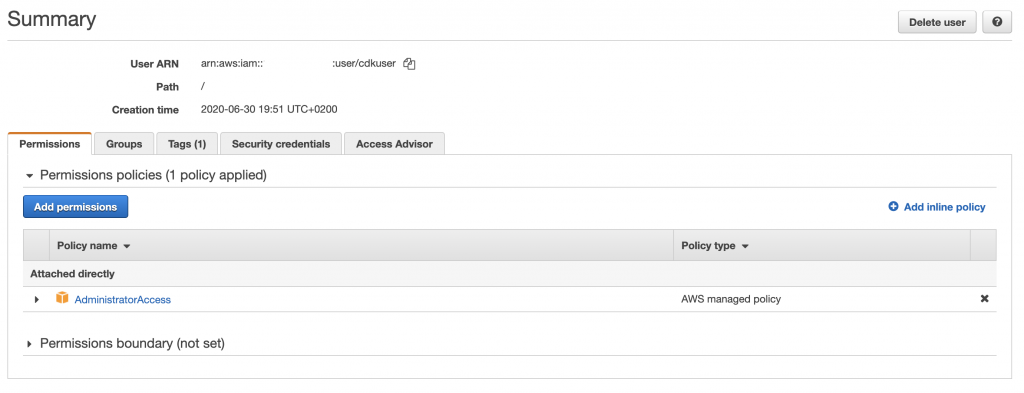 Summary
Delete user
?
User ARN arn:aws:iam:: :user/cdkuser
Path /
Creation time 2020-06-30 19:51 UTC+0200
Permissions Groups Tags (1) Security credentials Access Advisor
Permissions policies (1 policy applied)
Add permissions Add inline policy
Policy name Policy type
Attached directly
AdministratorAccess AWS managed policy
Permissions boundary (not set)